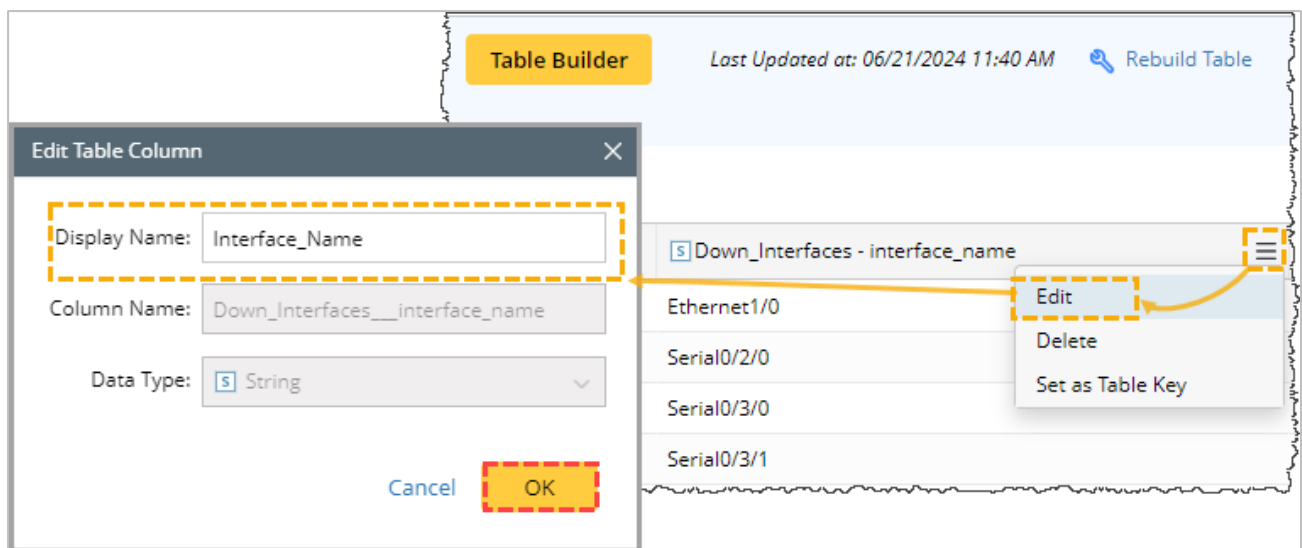 Table Builder
Last Updated at: 06/21/2024 11:40 AM
Rebuild Table
Edit Table Column
Display Name: Interface_Name
Column Name: Down_Interfaces___interface_name
Data Type: S String
Cancel
OK
S Down_Interfaces - interface_name
Ethernet1/0
Serial0/2/0
Serial0/3/0
Serial0/3/1
Edit
Delete
Set as Table Key